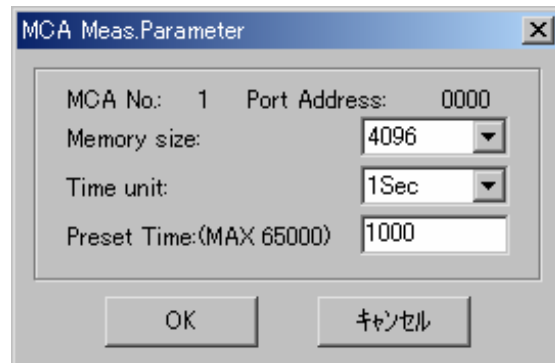 MCA Meas.Parameter
MCA No.: 1 Port Address: 0000
Memory size: 4096
Time unit: 1Sec
Preset Time:(MAX 65000) 1000
OK キャンセル